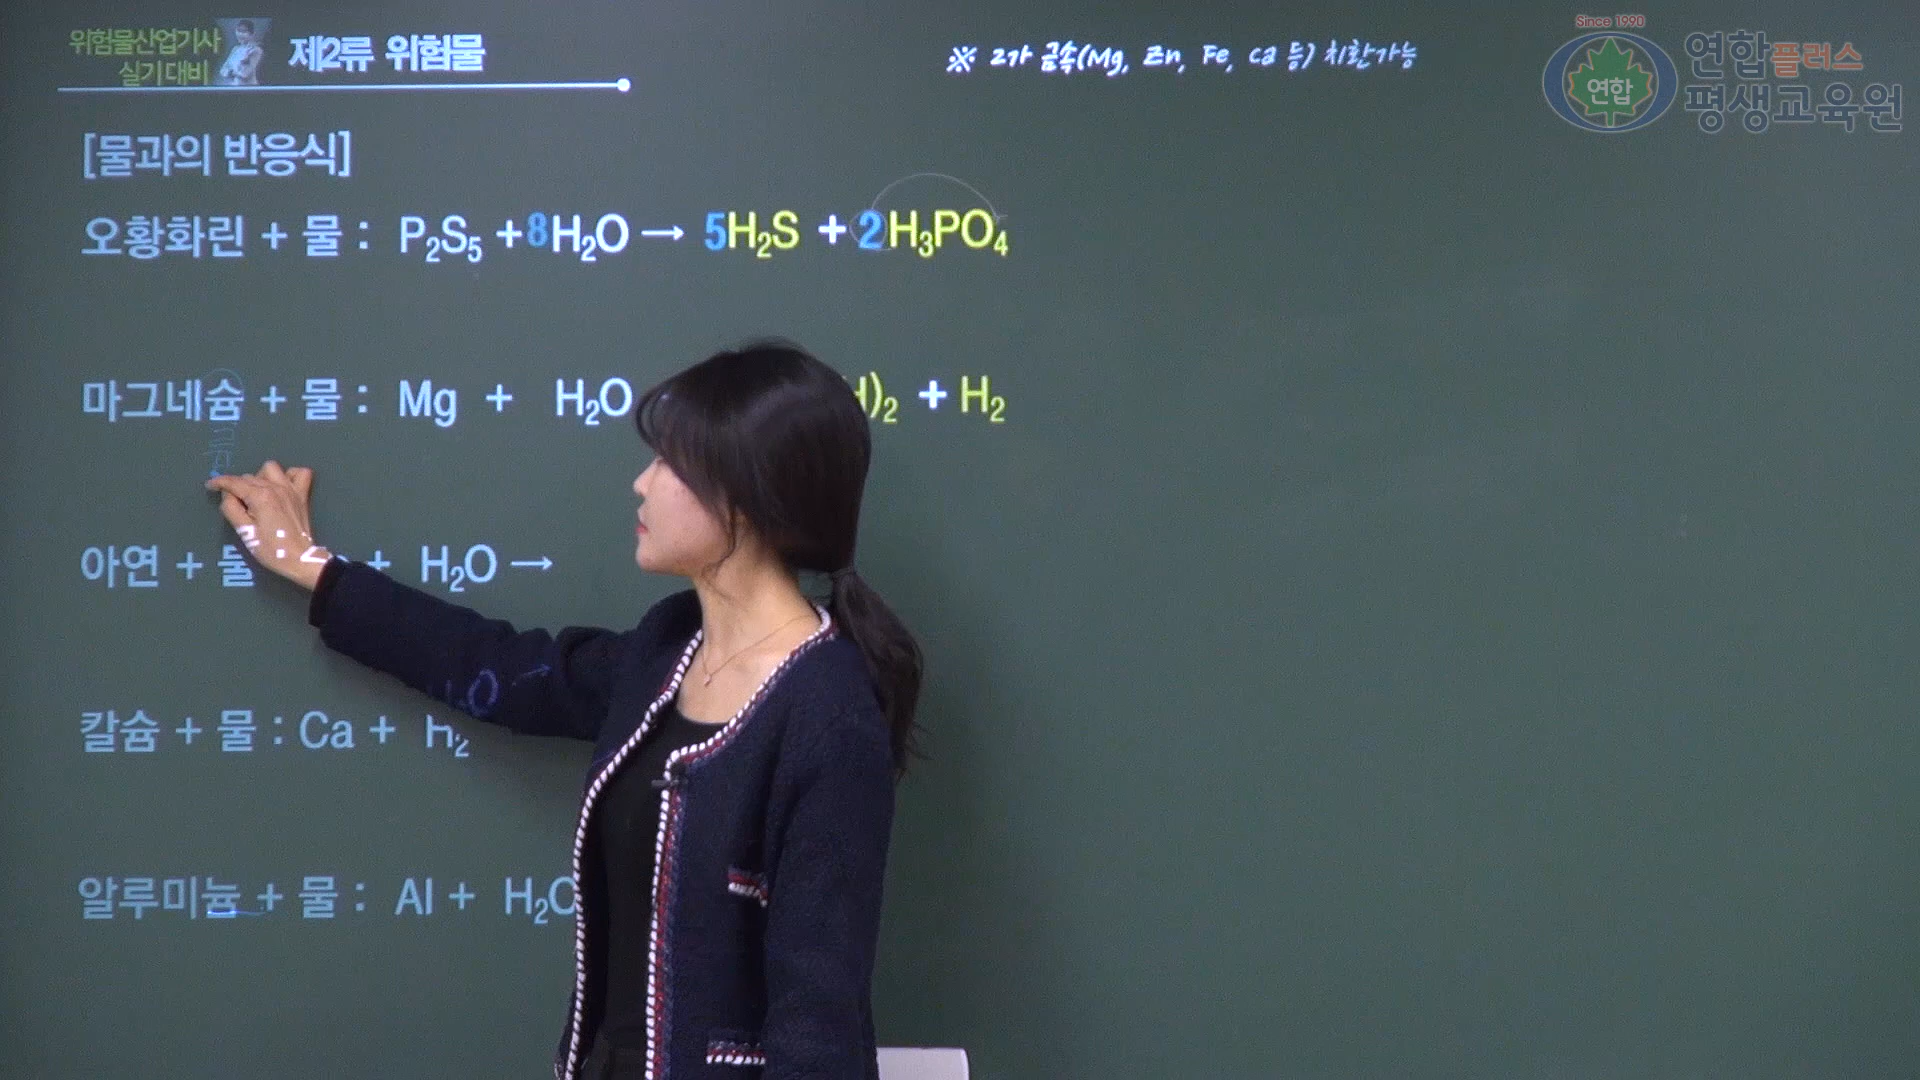 위험물산업기사
실기대비
제2류 위험물
※ 2가 금속(Mg, Zn, Fe, Ca 등) 치환가능
Since 1990
연합
연합플러스
평생교육원
[물과의 반응식]
오황화린 + 물 : P₂S₅ + 8H₂O → 5H₂S + 2H₃PO₄
마그네슘 + 물 : Mg + H₂O )₂ + H₂
아연 + 물 : + H₂O →
칼슘 + 물 : Ca + H₂
알루미늄 + 물 : Al + H₂O